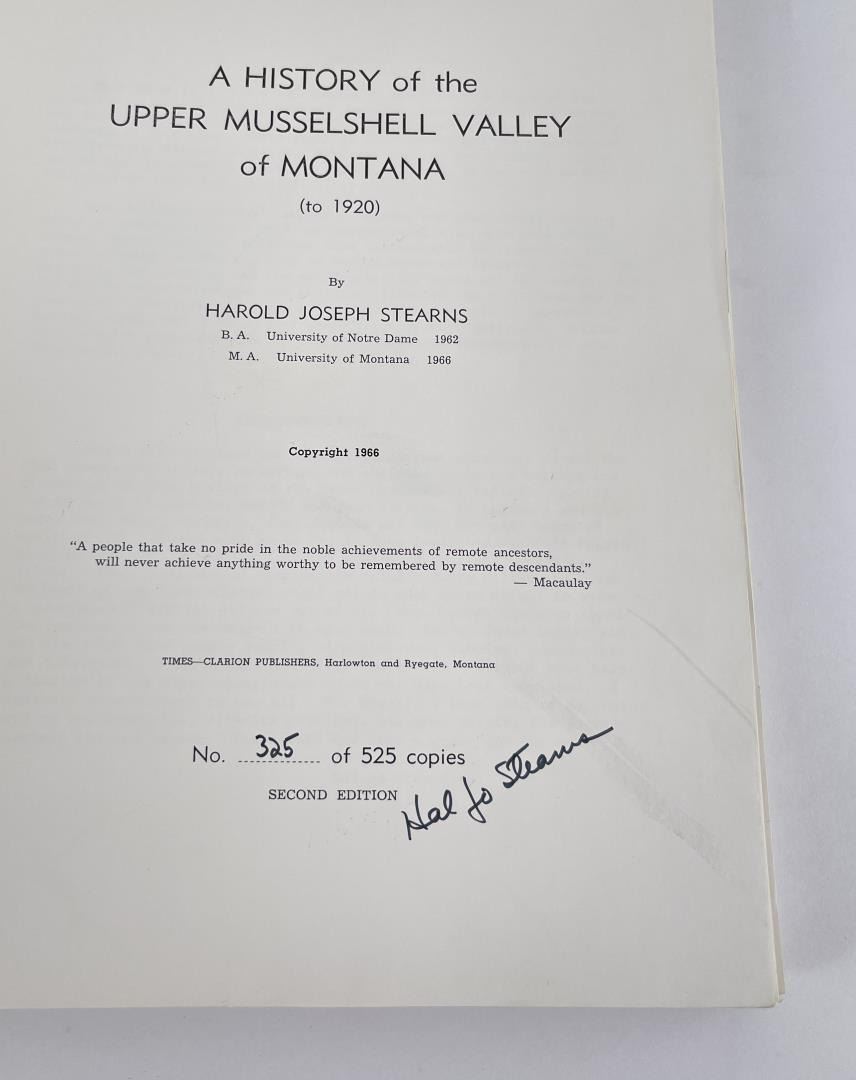 A HISTORY of the
UPPER MUSSELSHELL VALLEY
of MONTANA
(to 1920)
By
HAROLD JOSEPH STEARNS
B. A. University of Notre Dame 1962
M. A. University of Montana 1966
Copyright 1966
“A people that take no pride in the noble achievements of remote ancestors,
will never achieve anything worthy to be remembered by remote descendants.”
— Macaulay
TIMES—CLARION PUBLISHERS, Harlowton and Ryegate, Montana
No. 325 of 525 copies
SECOND EDITION
Hal Jo Stearns